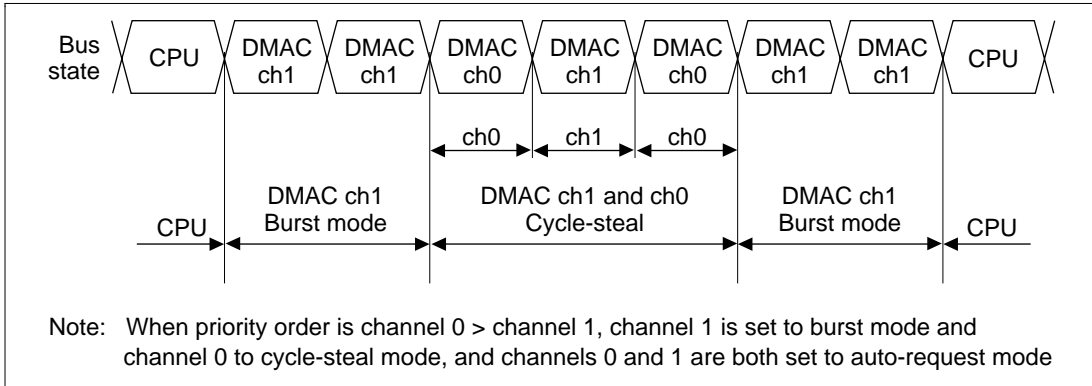 Bus
state
CPU
DMAC
ch1
DMAC
ch1
DMAC
ch0
DMAC
ch1
DMAC
ch0
DMAC
ch1
DMAC
ch1
CPU
ch0
ch1
ch0
CPU
DMAC ch1
Burst mode
DMAC ch1 and ch0
Cycle-steal
DMAC ch1
Burst mode
CPU
Note: When priority order is channel 0 > channel 1, channel 1 is set to burst mode and
channel 0 to cycle-steal mode, and channels 0 and 1 are both set to auto-request mode